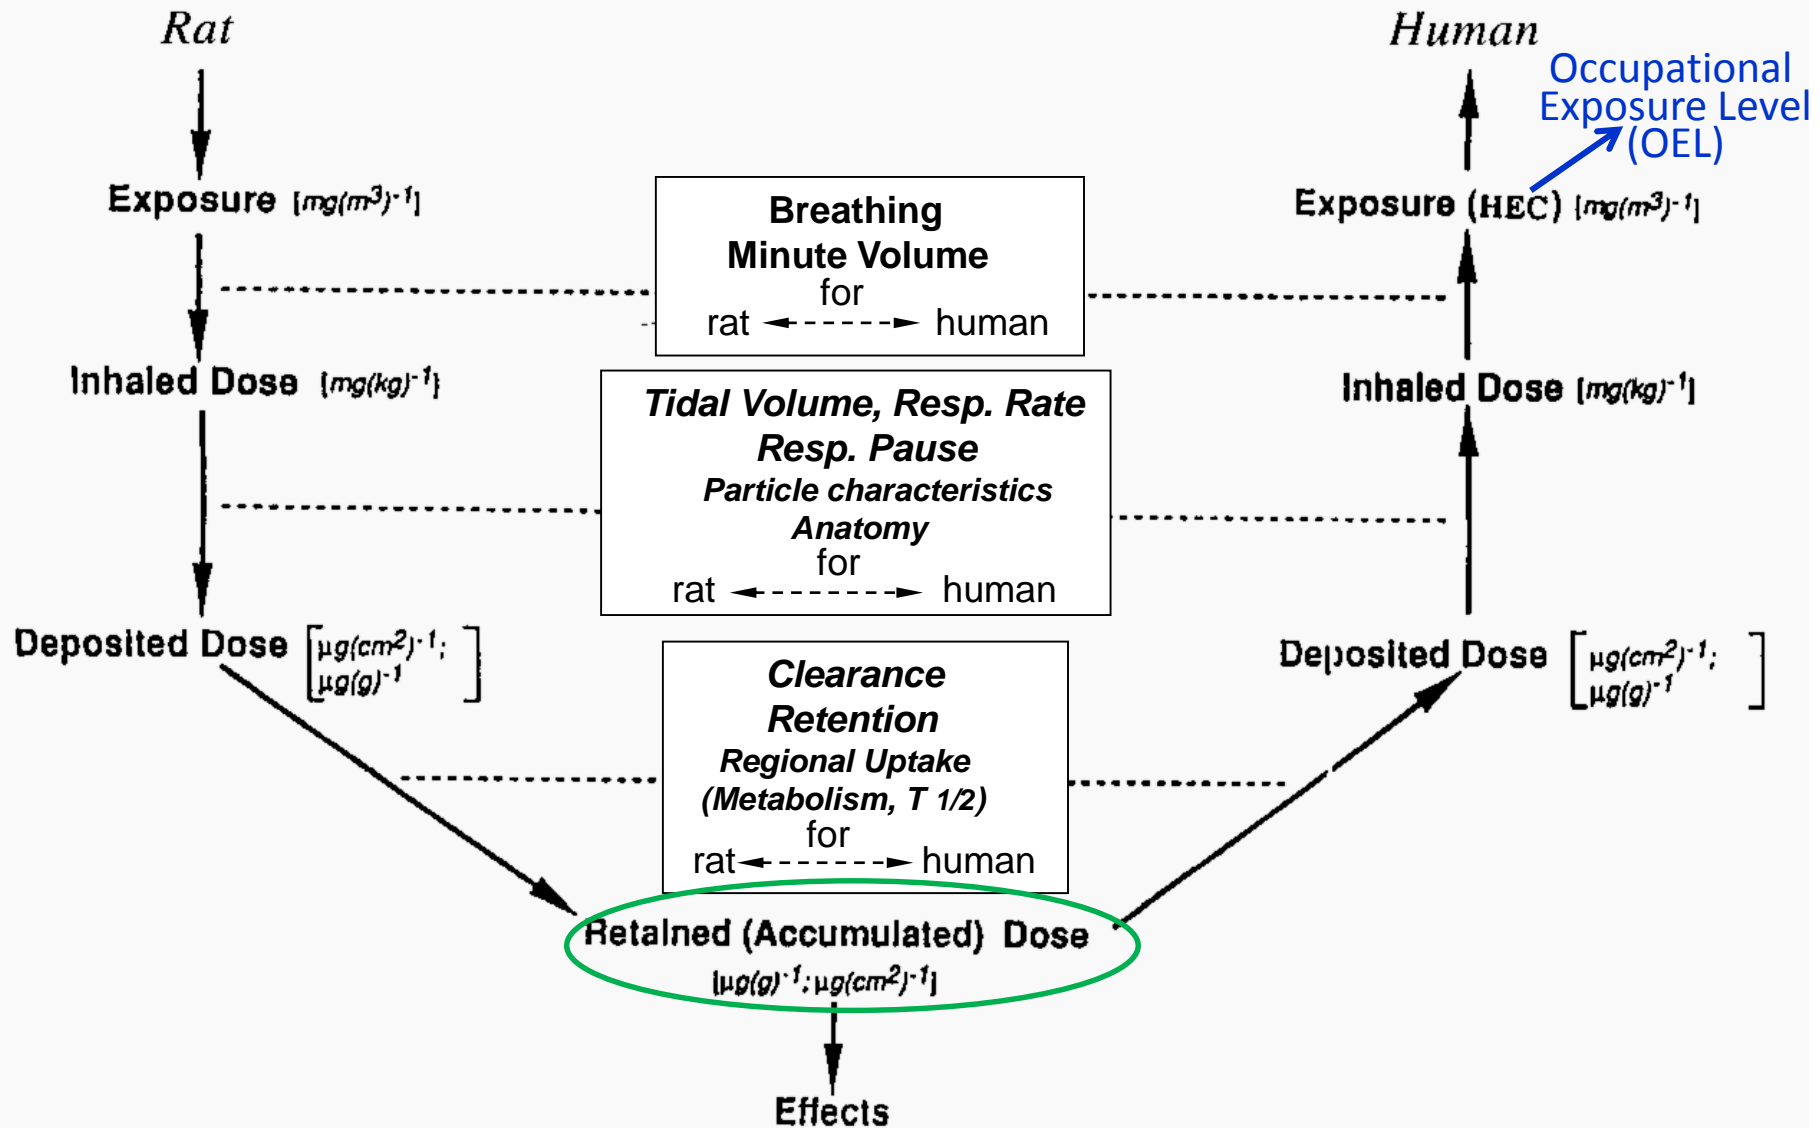 Rat
Human
Occupational
Exposure Level
(OEL)
Exposure [mg(m³)⁻¹]
Exposure (HEC) [mg(m³)⁻¹]
Breathing
Minute Volume
for
rat human
Inhaled Dose [mg(kg)⁻¹]
Inhaled Dose [mg(kg)⁻¹]
Tidal Volume, Resp. Rate
Resp. Pause
Particle characteristics
Anatomy
for
rat human
Deposited Dose [µg(cm²)⁻¹;
µg(g)⁻¹]
Deposited Dose [µg(cm²)⁻¹;
µg(g)⁻¹]
Clearance
Retention
Regional Uptake
(Metabolism, T 1/2)
for
rat human
Retained (Accumulated) Dose
[µg(g)⁻¹; µg(cm²)⁻¹]
Effects